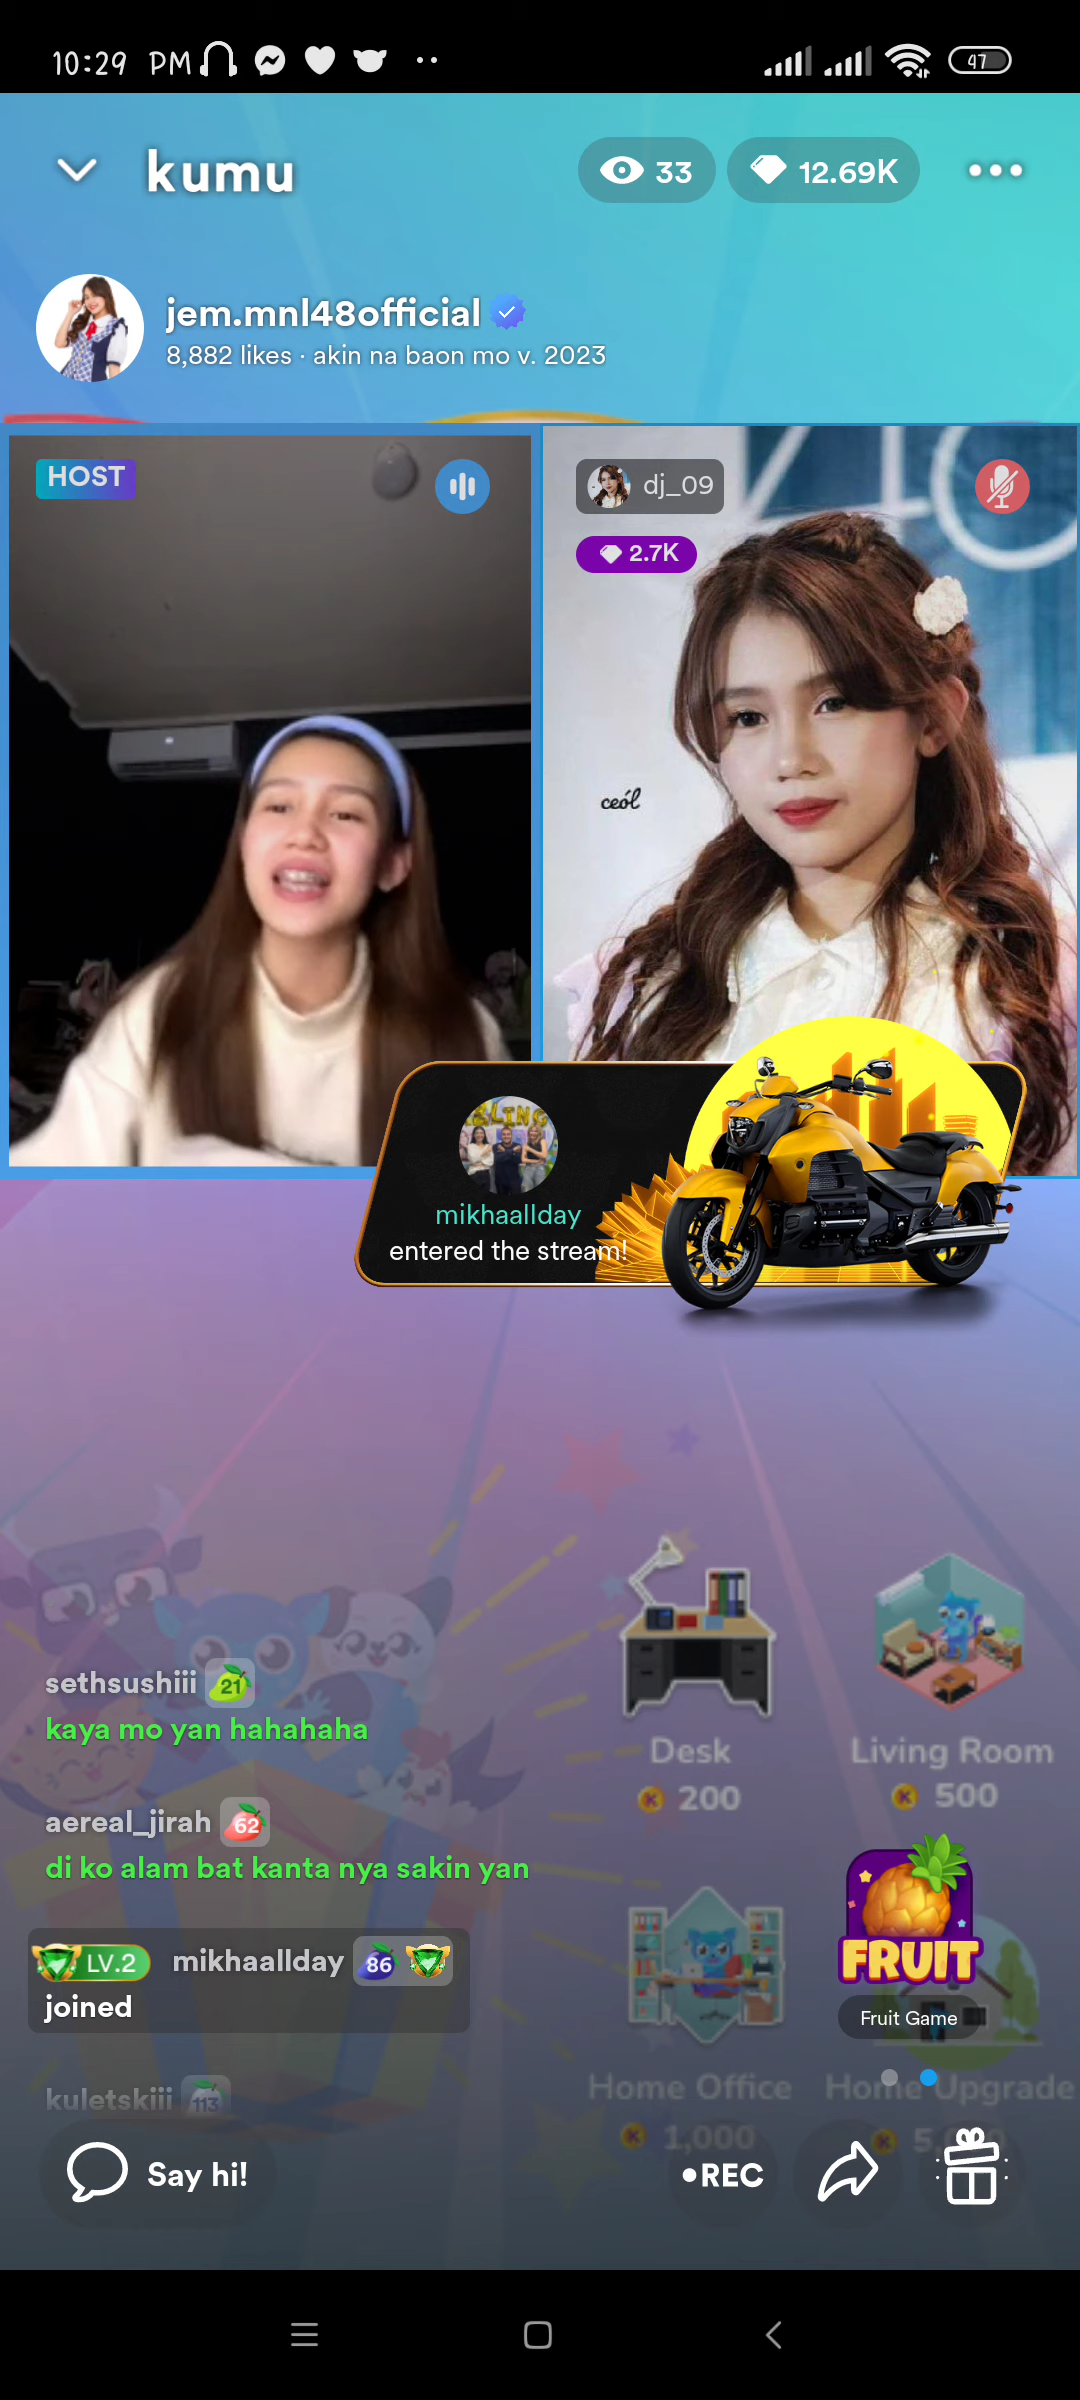 10:29 PM
47
kumu
33
12.69K
jem.mnl48official
8,882 likes · akin na baon mo v. 2023
HOST
dj_09
2.7K
ceól
mikhaallday
entered the stream!
sethsushiii 21
kaya mo yan hahahaha
aereal_jirah 62
di ko alam bat kanta nya sakin yan
LV.2 mikhaallday 86
joined
kuletskiii 113
Desk
200
Living Room
500
FRUIT
Fruit Game
Home Office
1,000
Home Upgrade
Say hi!
•REC